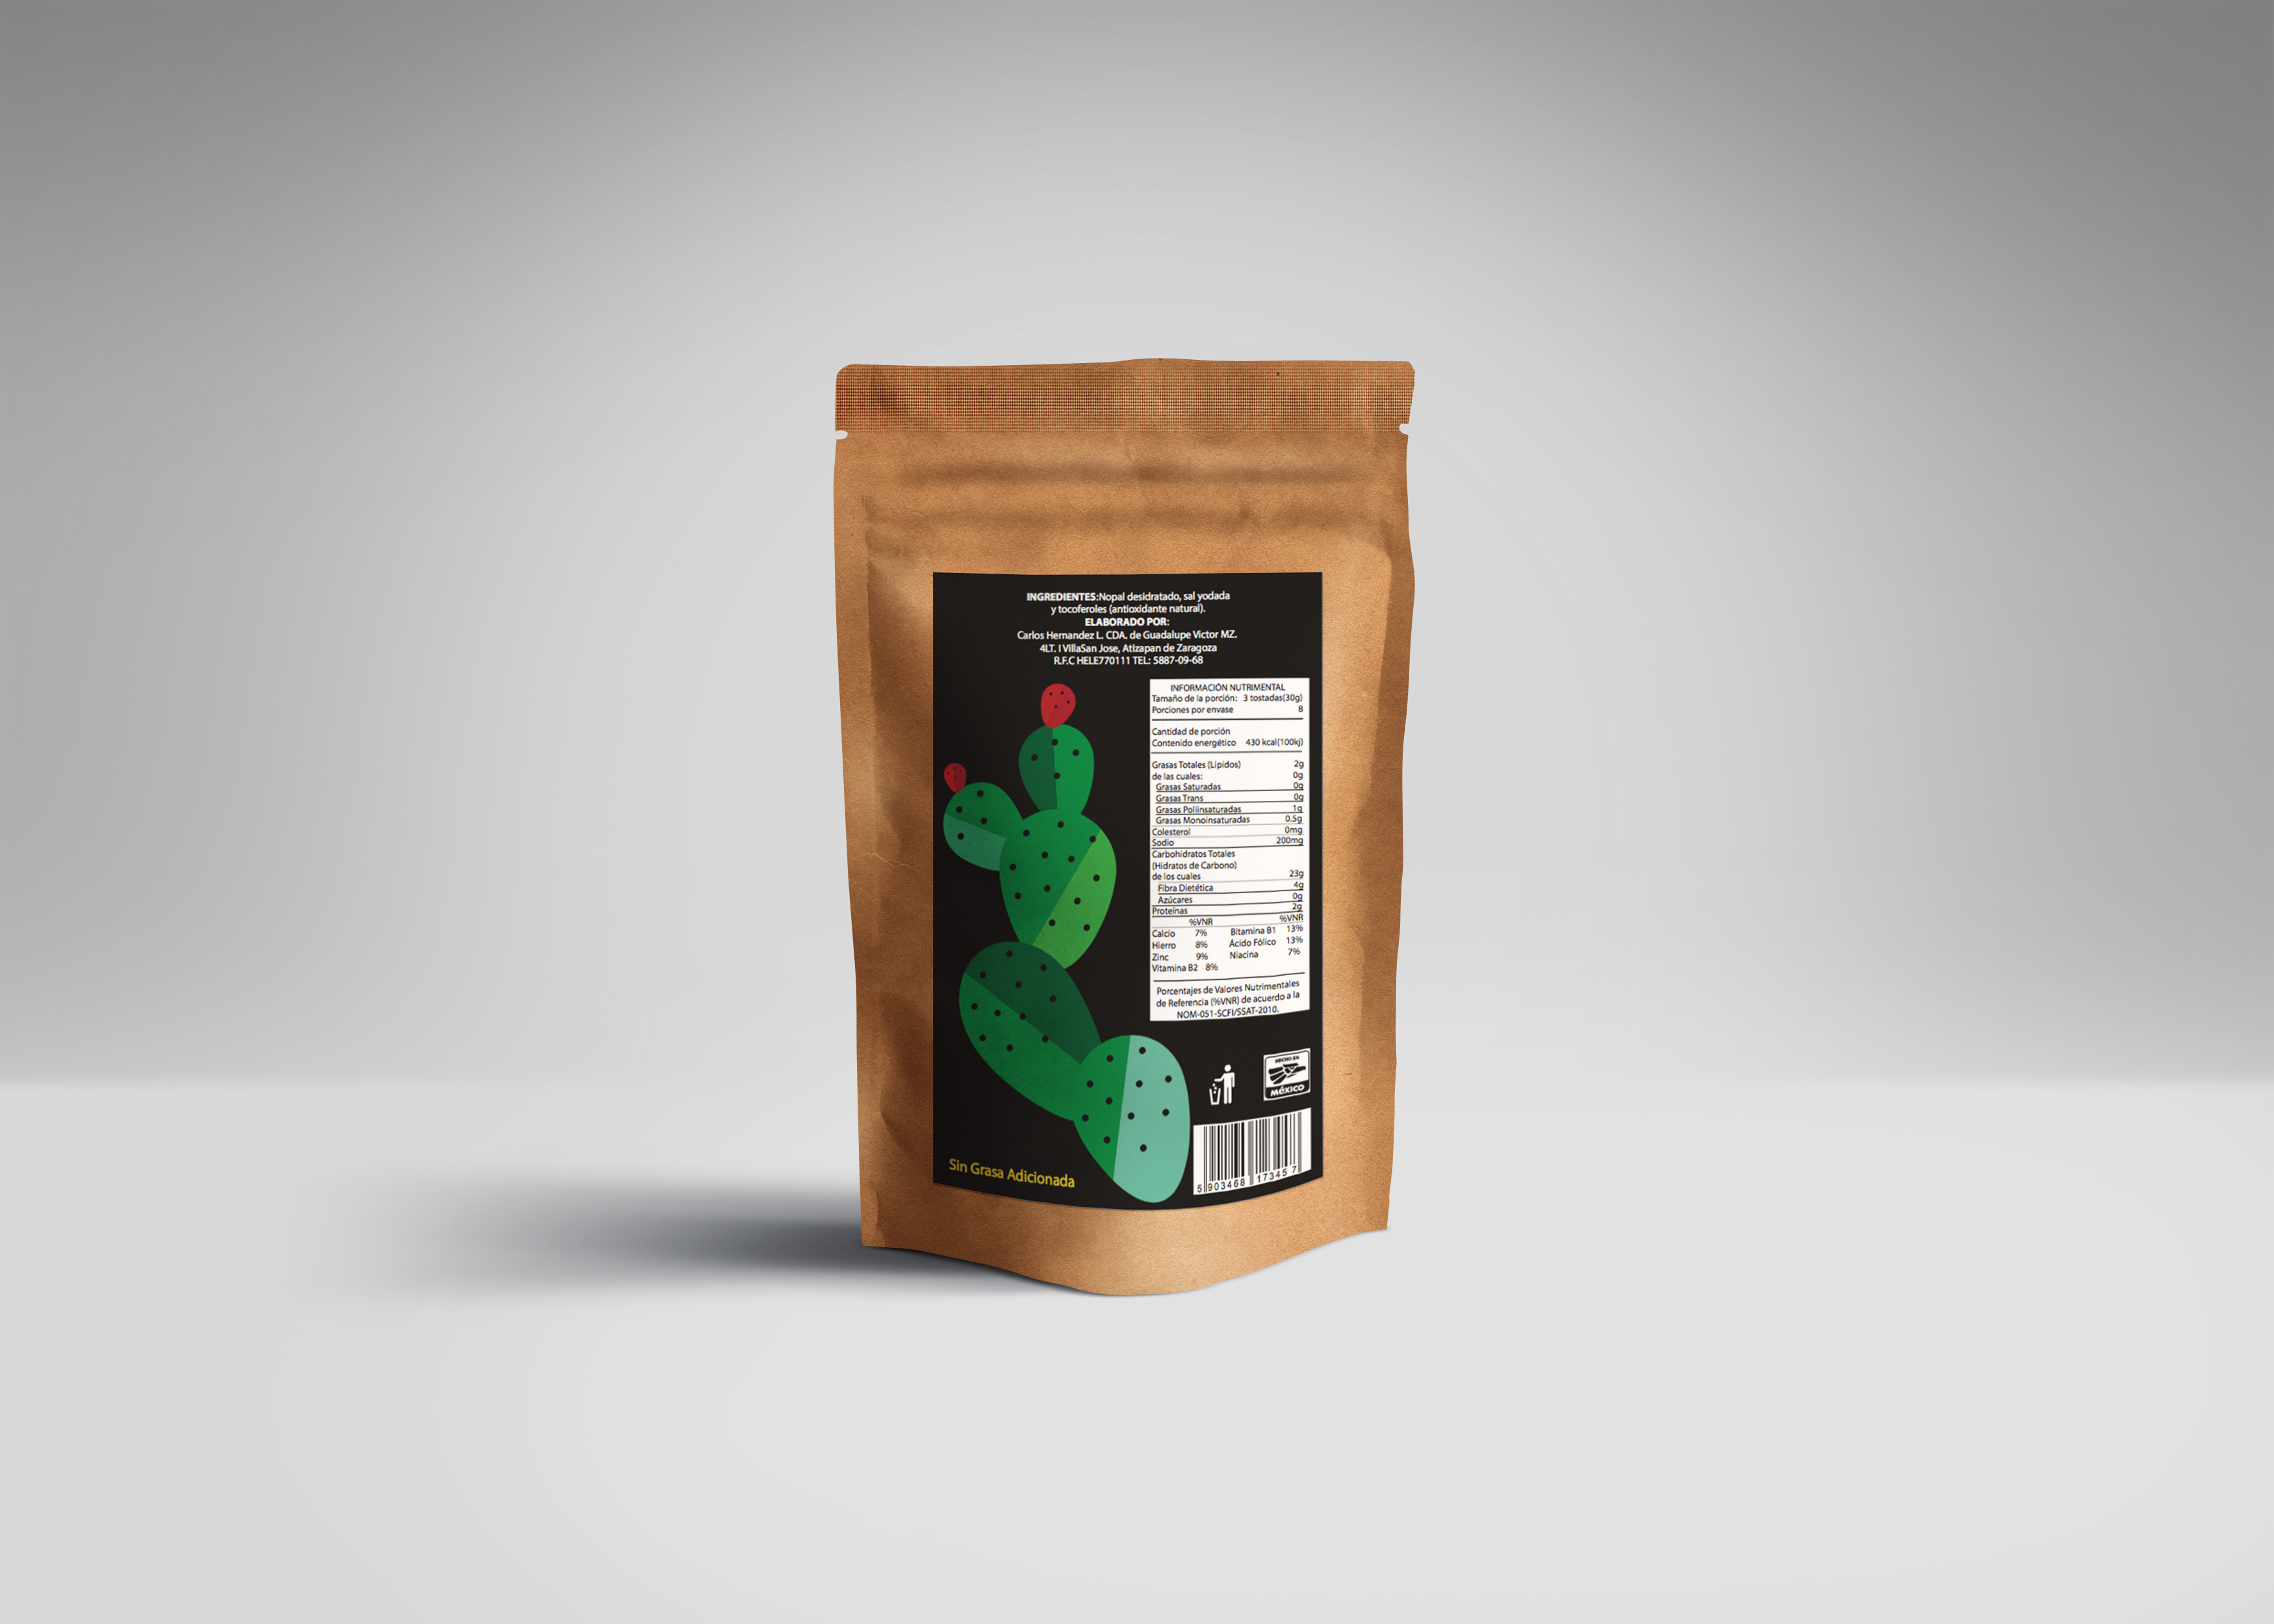 INGREDIENTES:Nopal desidratado, sal yodada
y tocoferoles (antioxidante natural).
ELABORADO POR:
Carlos Hernandez L. CDA. de Guadalupe Victor MZ.
4LT. I VillaSan Jose, Atizapan de Zaragoza
R.F.C HELE770111 TEL: 5887-09-68
INFORMACIÓN NUTRIMENTAL
Tamaño de la porción: 3 tostadas(30g)
Porciones por envase 8
Cantidad de porción
Contenido energético 430 kcal(100kj)
Grasas Totales (Lipidos) 2g
de las cuales: 0g
Grasas Saturadas 0g
Grasas Trans 0g
Grasas Poliinsaturadas 1g
Grasas Monoinsaturadas 0.5g
Colesterol 0mg
Sodio 200mg
Carbohidratos Totales
(Hidratos de Carbono)
de los cuales 23g
Fibra Dietética 4g
Azúcares 0g
Proteínas 2g
%VNR %VNR
Calcio 7% Bitamina B1 13%
Hierro 8% Ácido Fólico 13%
Zinc 9% Niacina 7%
Vitamina B2 8%
Porcentajes de Valores Nutrimentales
de Referencia (%VNR) de acuerdo a la
NOM-051-SCFI/SSAT-2010.
HECHO EN
MéXICO
Sin Grasa Adicionada
5 903468 173457